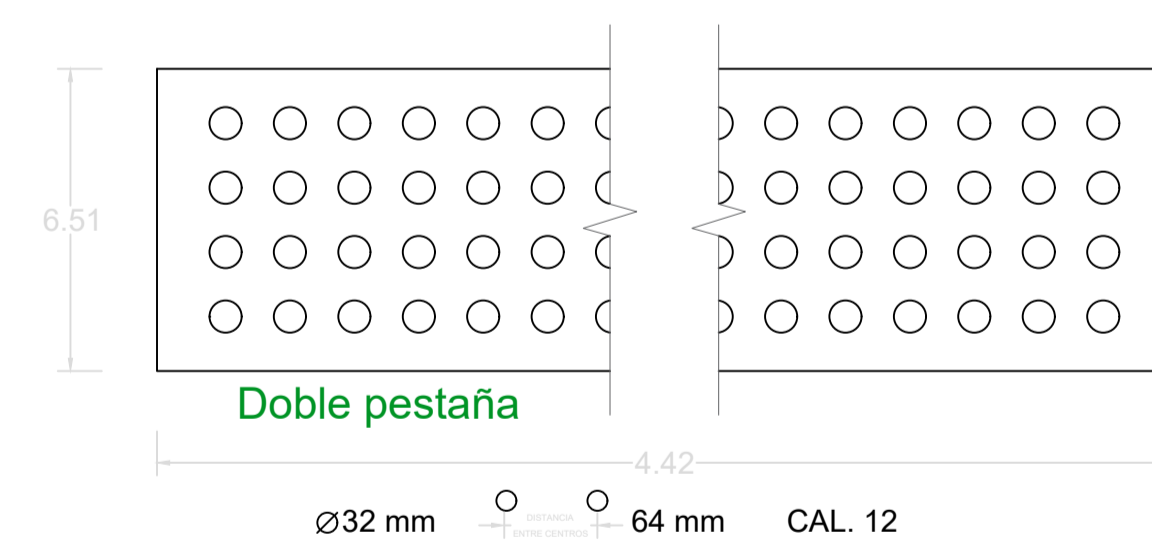 6.51
Doble pestaña
4.42
⌀32 mm
DISTANCIA
ENTRE CENTROS
64 mm
CAL. 12